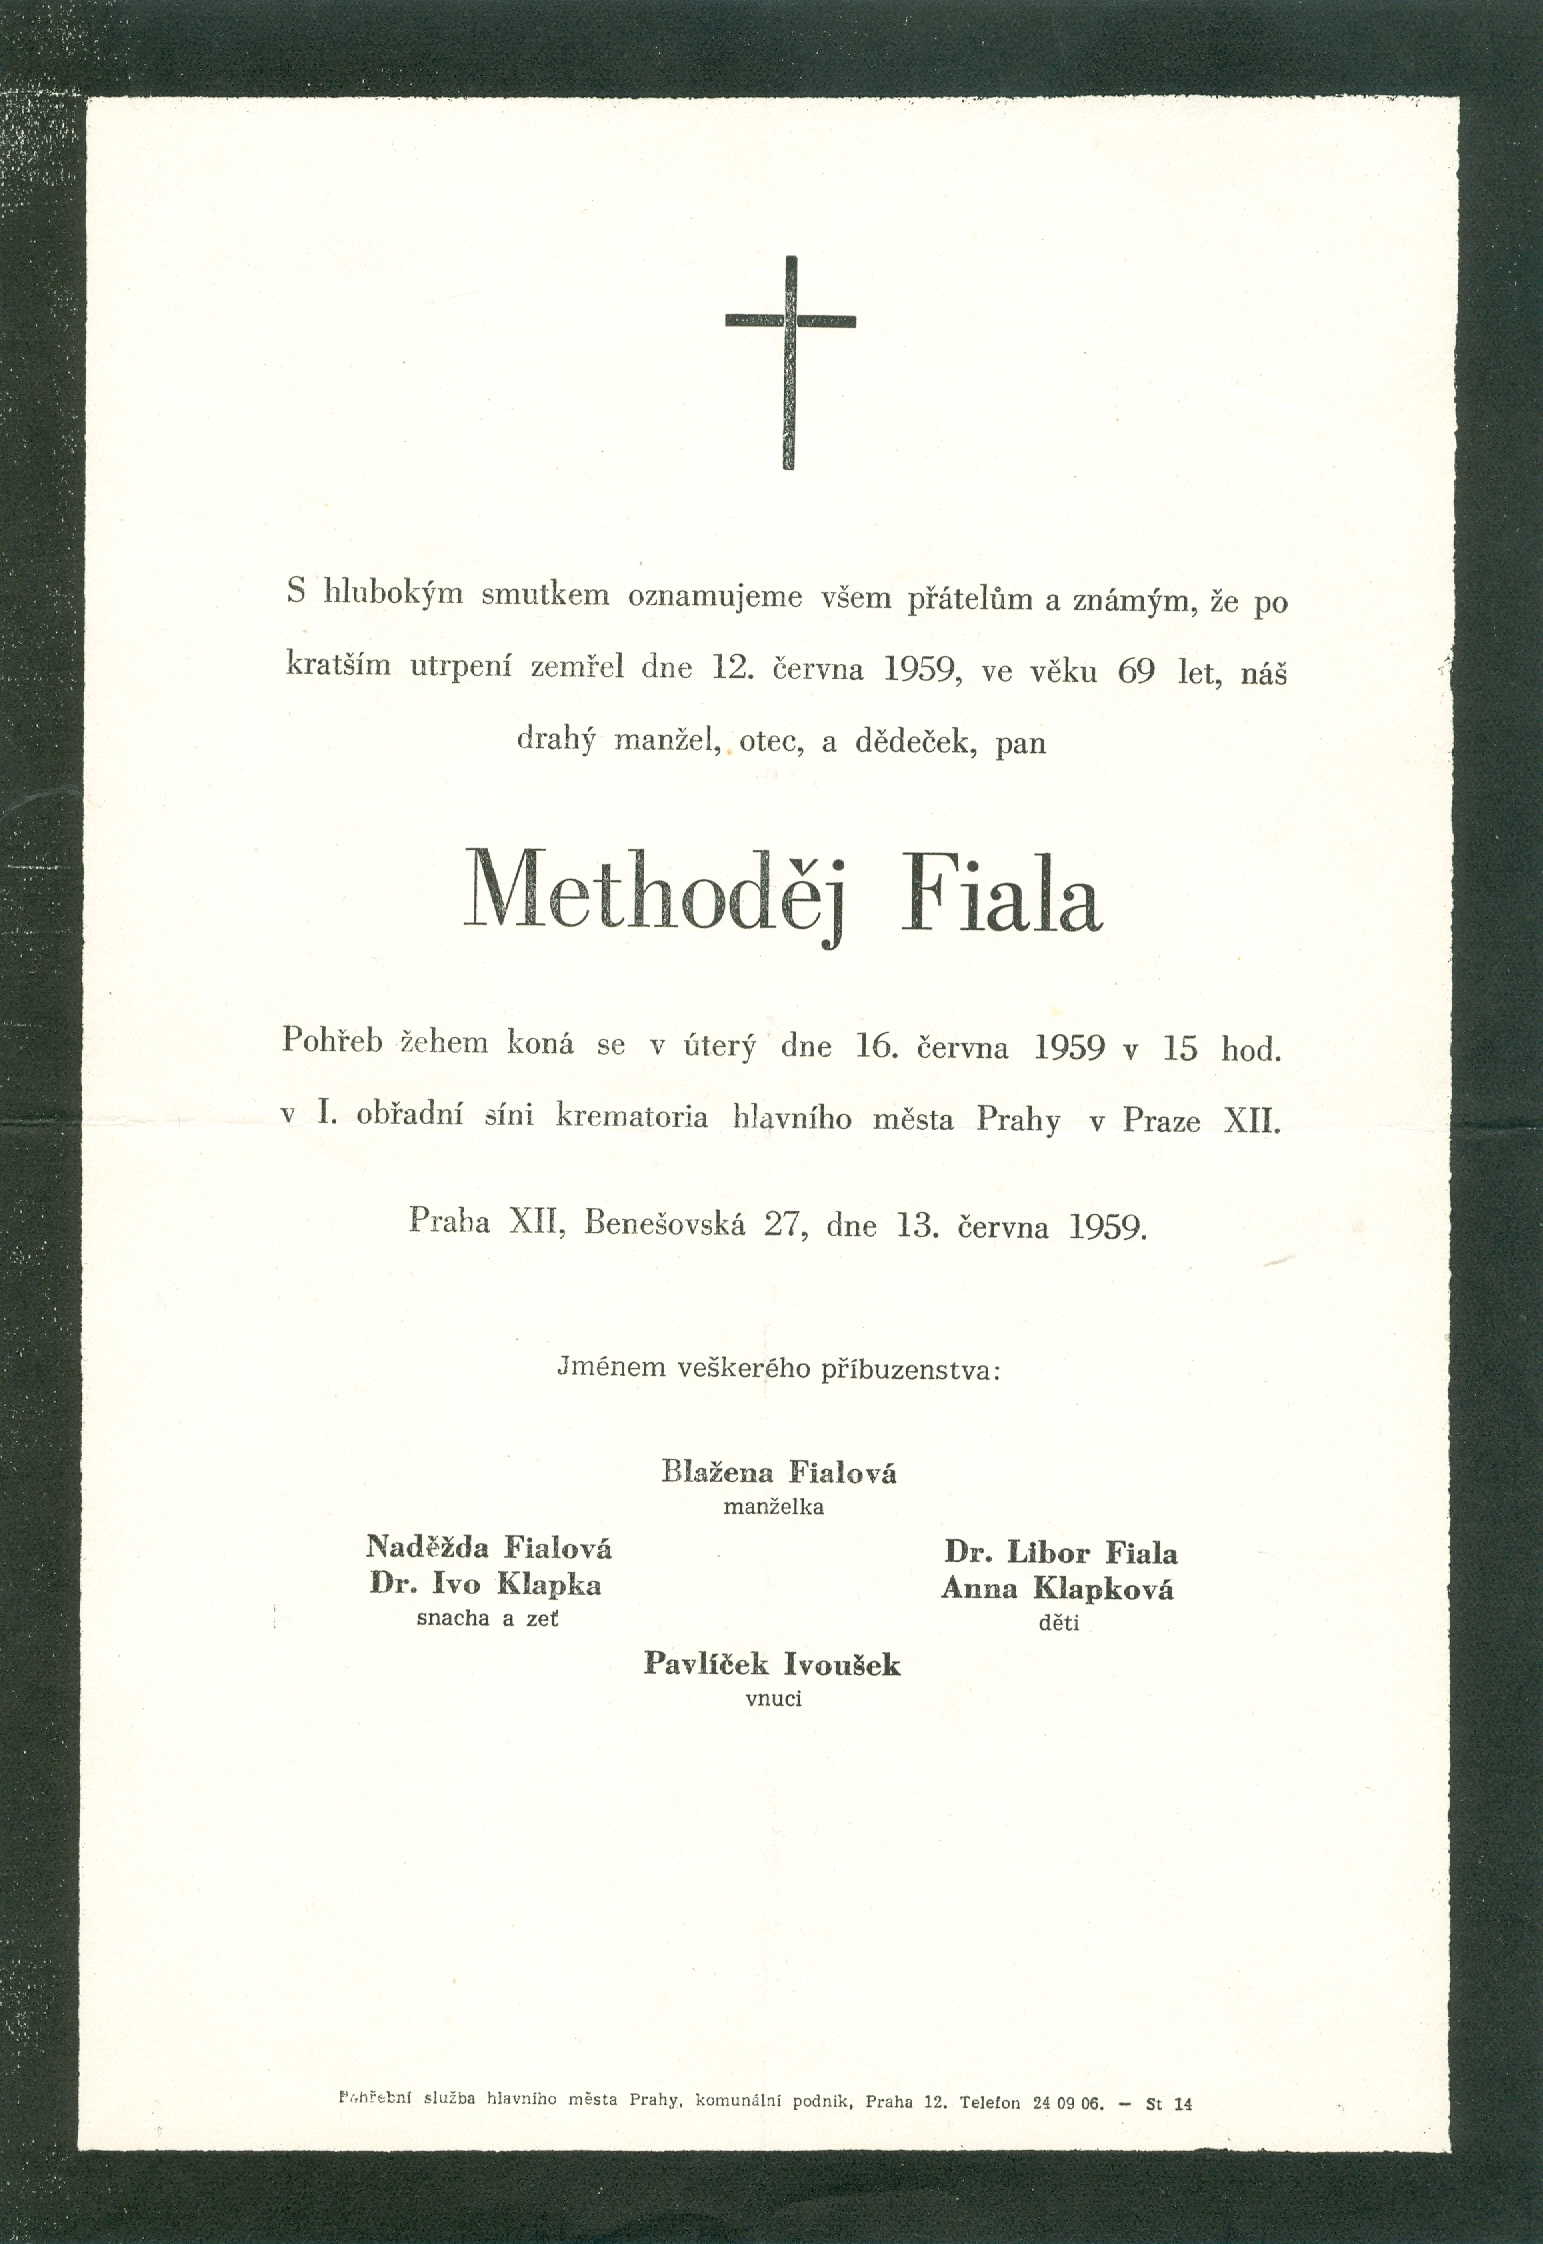 S hlubokým smutkem oznamujeme všem přátelům a známým, že po
kratším utrpení zemřel dne 12. června 1959, ve věku 69 let, náš
drahý manžel, otec, a dědeček, pan
Methoděj Fiala
Pohřeb žehem koná se v úterý dne 16. června 1959 v 15 hod.
v I. obřadní síni krematoria hlavního města Prahy v Praze XII.
Praha XII, Benešovská 27, dne 13. června 1959.
Jménem veškerého příbuzenstva:
Blažena Fialová
manželka
Naděžda Fialová
Dr. Ivo Klapka
snacha a zeť
Dr. Libor Fiala
Anna Klapková
děti
Pavlíček Ivoušek
vnuci
Pohřební služba hlavního města Prahy, komunální podnik, Praha 12. Telefon 24 09 06. — St 14